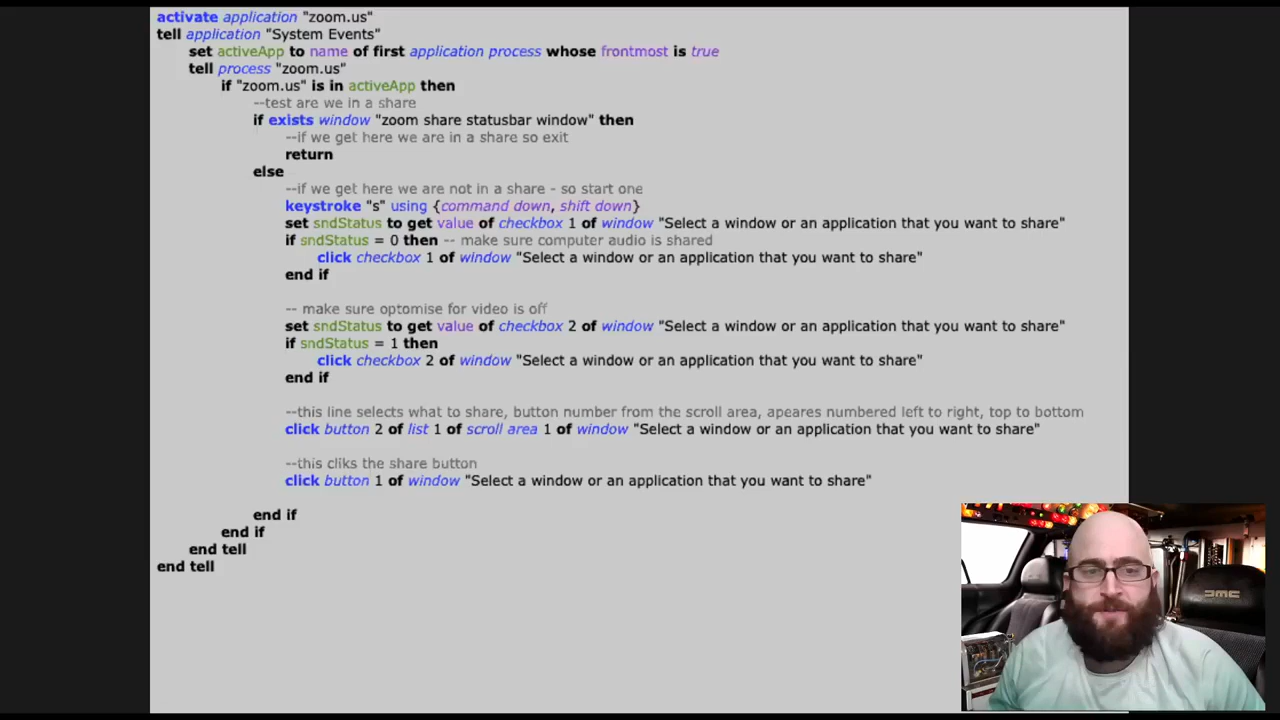 activate application "zoom.us"
tell application "System Events"
set activeApp to name of first application process whose frontmost is true
tell process "zoom.us"
if "zoom.us" is in activeApp then
--test are we in a share
if exists window "zoom share statusbar window" then
--if we get here we are in a share so exit
return
else
--if we get here we are not in a share - so start one
keystroke "s" using {command down, shift down}
set sndStatus to get value of checkbox 1 of window "Select a window or an application that you want to share"
if sndStatus = 0 then -- make sure computer audio is shared
click checkbox 1 of window "Select a window or an application that you want to share"
end if
-- make sure optomise for video is off
set sndStatus to get value of checkbox 2 of window "Select a window or an application that you want to share"
if sndStatus = 1 then
click checkbox 2 of window "Select a window or an application that you want to share"
end if
--this line selects what to share, button number from the scroll area, apeares numbered left to right, top to bottom
click button 2 of list 1 of scroll area 1 of window "Select a window or an application that you want to share"
--this cliks the share button
click button 1 of window "Select a window or an application that you want to share"
end if
end if
end tell
end tell
DMC